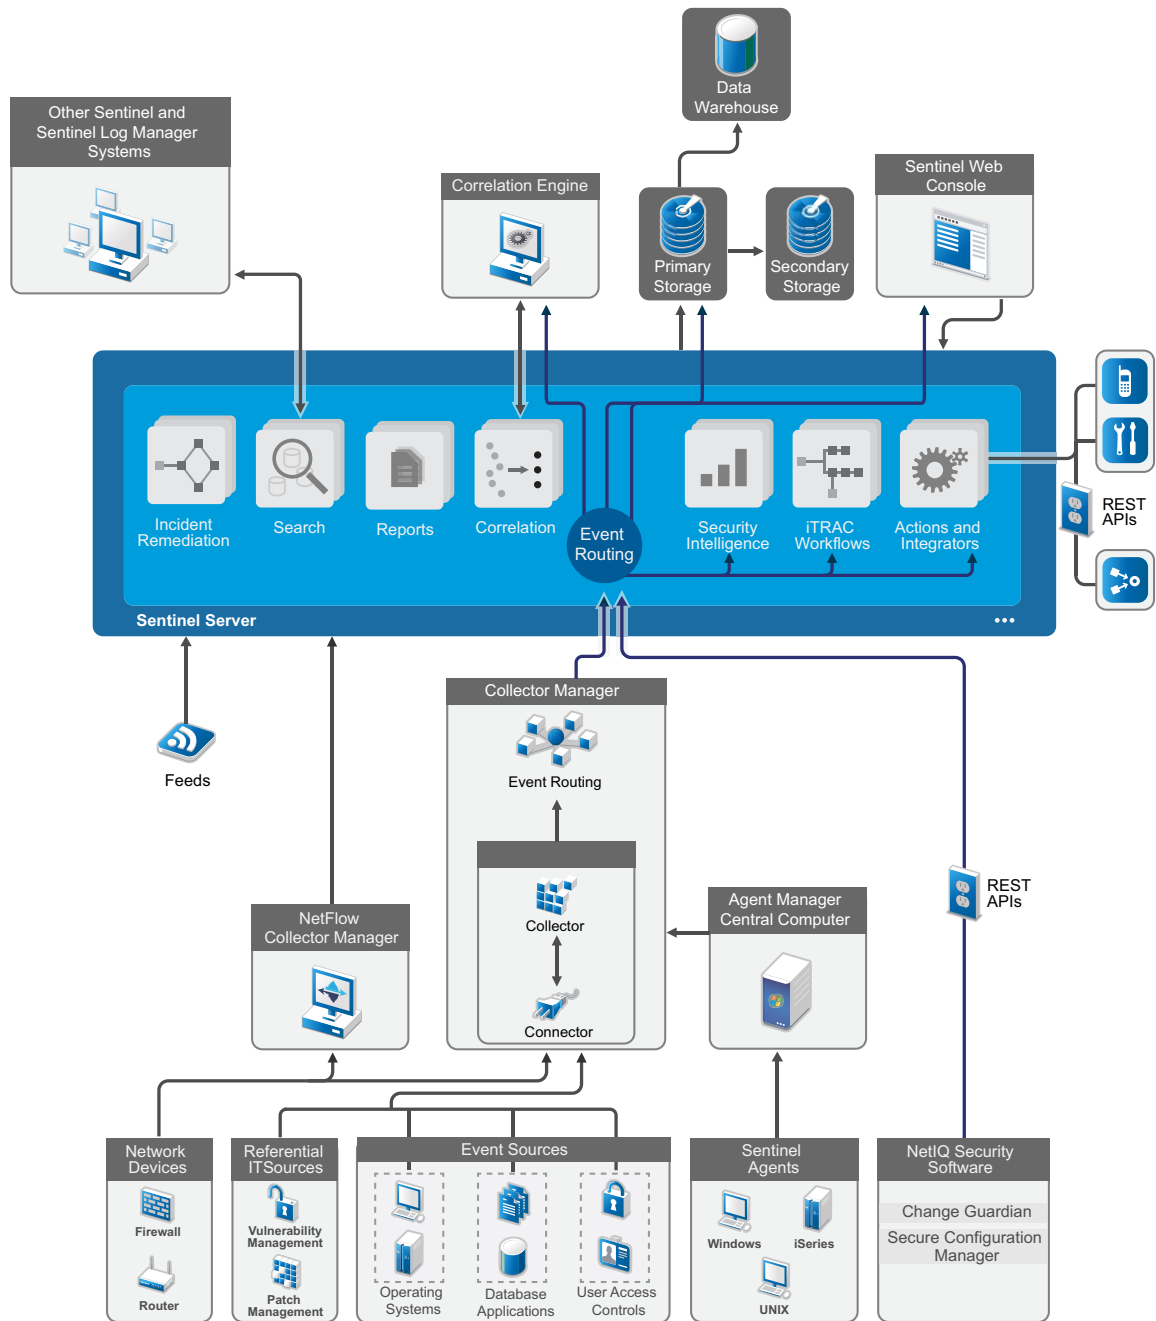 Data
Warehouse
Other Sentinel and
Sentinel Log Manager
Systems
Correlation Engine
Primary
Storage
Secondary
Storage
Sentinel Web
Console
Incident
Remediation
Search
Reports
Correlation
Event
Routing
Security
Intelligence
iTRAC
Workflows
Actions and
Integrators
REST
APIs
Sentinel Server
Feeds
Collector Manager
Event Routing
Collector
Connector
NetFlow
Collector Manager
Agent Manager
Central Computer
REST
APIs
Network
Devices
Firewall
Router
Referential
ITSources
Vulnerability
Management
Patch
Management
Event Sources
Operating
Systems
Database
Applications
User Access
Controls
Sentinel
Agents
Windows
iSeries
UNIX
NetIQ Security
Software
Change Guardian
Secure Configuration
Manager